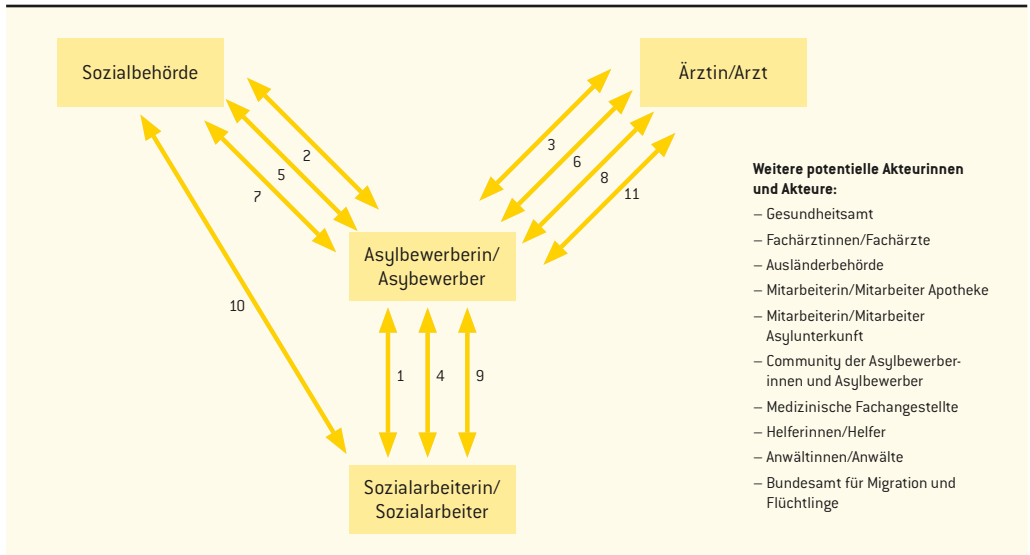 Sozialbehörde
Ärztin/Arzt
2
5
7
3
6
8
11
Asylbewerberin/
Asybewerber
10
1
4
9
Sozialarbeiterin/
Sozialarbeiter
Weitere potentielle Akteurinnen
und Akteure:
– Gesundheitsamt
– Fachärztinnen/Fachärzte
– Ausländerbehörde
– Mitarbeiterin/Mitarbeiter Apotheke
– Mitarbeiterin/Mitarbeiter
Asylunterkunft
– Community der Asylbewerber-
innen und Asylbewerber
– Medizinische Fachangestellte
– Helferinnen/Helfer
– Anwältinnen/Anwälte
– Bundesamt für Migration und
Flüchtlinge